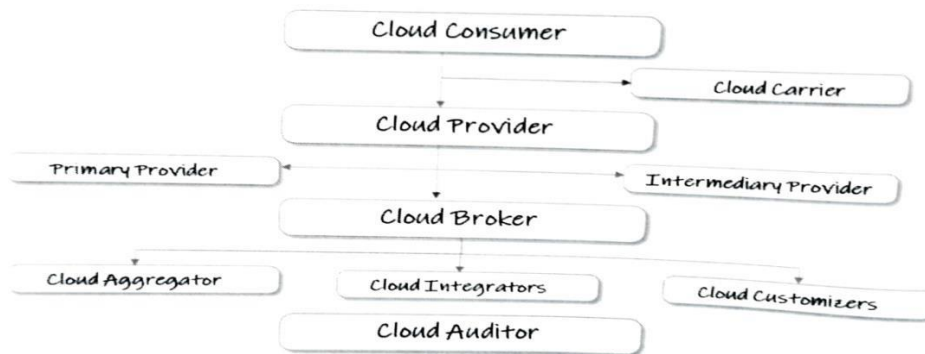 Cloud Consumer
Cloud Carrier
Cloud Provider
Primary Provider
Intermediary Provider
Cloud Broker
Cloud Aggregator
Cloud Integrators
Cloud Customizers
Cloud Auditor